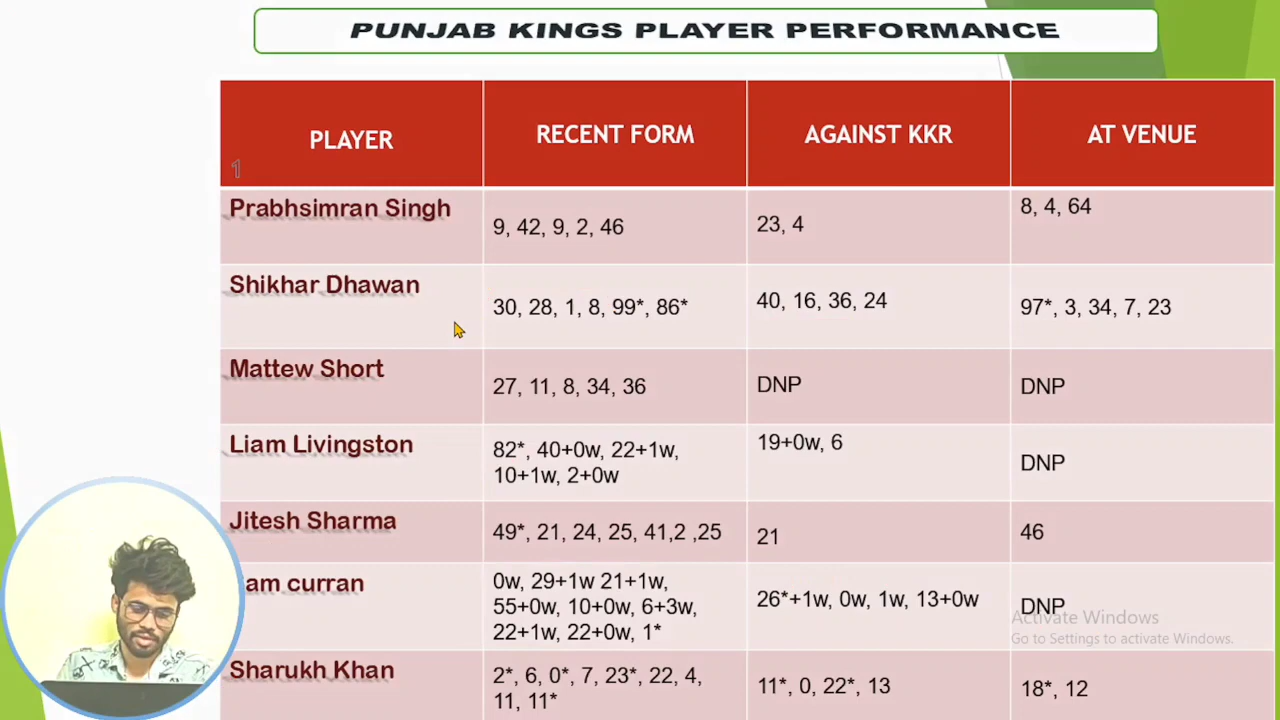 PUNJAB KINGS PLAYER PERFORMANCE
PLAYER
RECENT FORM
AGAINST KKR
AT VENUE
1
Prabhsimran Singh
9, 42, 9, 2, 46
23, 4
8, 4, 64
Shikhar Dhawan
30, 28, 1, 8, 99*, 86*
40, 16, 36, 24
97*, 3, 34, 7, 23
Mattew Short
27, 11, 8, 34, 36
DNP
DNP
Liam Livingston
82*, 40+0w, 22+1w,
10+1w, 2+0w
19+0w, 6
DNP
Jitesh Sharma
49*, 21, 24, 25, 41,2 ,25
21
46
am curran
0w, 29+1w 21+1w,
55+0w, 10+0w, 6+3w,
22+1w, 22+0w, 1*
26*+1w, 0w, 1w, 13+0w
DNP
Sharukh Khan
2*, 6, 0*, 7, 23*, 22, 4,
11, 11*
11*, 0, 22*, 13
18*, 12
Activate Windows
Go to Settings to activate Windows.